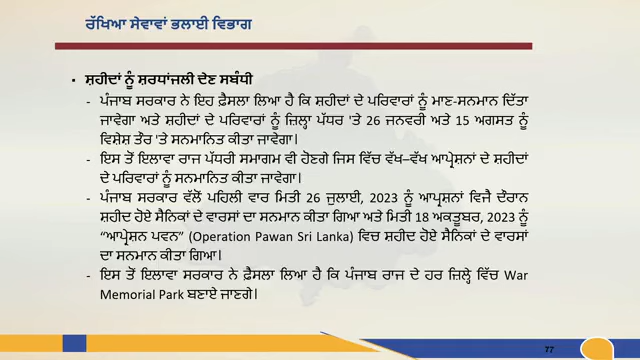 ਰੱਖਿਆ ਸੇਵਾਵਾਂ ਭਲਾਈ ਵਿਭਾਗ
• ਸ਼ਹੀਦਾਂ ਨੂੰ ਸ਼ਰਧਾਂਜਲੀ ਦੇਣ ਸਬੰਧੀ
- ਪੰਜਾਬ ਸਰਕਾਰ ਨੇ ਇਹ ਫ਼ੈਸਲਾ ਲਿਆ ਹੈ ਕਿ ਸ਼ਹੀਦਾਂ ਦੇ ਪਰਿਵਾਰਾਂ ਨੂੰ ਮਾਣ-ਸਨਮਾਨ ਦਿੱਤਾ
ਜਾਵੇਗਾ ਅਤੇ ਸ਼ਹੀਦਾਂ ਦੇ ਪਰਿਵਾਰਾਂ ਨੂੰ ਜ਼ਿਲ੍ਹਾ ਪੱਧਰ 'ਤੇ 26 ਜਨਵਰੀ ਅਤੇ 15 ਅਗਸਤ ਨੂੰ
ਵਿਸ਼ੇਸ਼ ਤੌਰ 'ਤੇ ਸਨਮਾਨਿਤ ਕੀਤਾ ਜਾਵੇਗਾ।
- ਇਸ ਤੋਂ ਇਲਾਵਾ ਰਾਜ ਪੱਧਰੀ ਸਮਾਗਮ ਵੀ ਹੋਣਗੇ ਜਿਸ ਵਿੱਚ ਵੱਖ–ਵੱਖ ਆਪ੍ਰੇਸ਼ਨਾਂ ਦੇ ਸ਼ਹੀਦਾਂ
ਦੇ ਪਰਿਵਾਰਾਂ ਨੂੰ ਸਨਮਾਨਿਤ ਕੀਤਾ ਜਾਵੇਗਾ।
- ਪੰਜਾਬ ਸਰਕਾਰ ਵੱਲੋਂ ਪਹਿਲੀ ਵਾਰ ਮਿਤੀ 26 ਜੁਲਾਈ, 2023 ਨੂੰ ਆਪ੍ਰਸ਼ਨਾਂ ਵਿਜੈ ਦੌਰਾਨ
ਸ਼ਹੀਦ ਹੋਏ ਸੈਨਿਕਾਂ ਦੇ ਵਾਰਸਾਂ ਦਾ ਸਨਮਾਨ ਕੀਤਾ ਗਿਆ ਅਤੇ ਮਿਤੀ 18 ਅਕਤੂਬਰ, 2023 ਨੂੰ
“ਆਪ੍ਰੇਸ਼ਨ ਪਵਨ” (Operation Pawan Sri Lanka) ਵਿਚ ਸ਼ਹੀਦ ਹੋਏ ਸੈਨਿਕਾਂ ਦੇ ਵਾਰਸਾਂ
ਦਾ ਸਨਮਾਨ ਕੀਤਾ ਗਿਆ।
- ਇਸ ਤੋਂ ਇਲਾਵਾ ਸਰਕਾਰ ਨੇ ਫ਼ੈਸਲਾ ਲਿਆ ਹੈ ਕਿ ਪੰਜਾਬ ਰਾਜ ਦੇ ਹਰ ਜ਼ਿਲ੍ਹੇ ਵਿੱਚ War
Memorial Park ਬਣਾਏ ਜਾਣਗੇ।
77